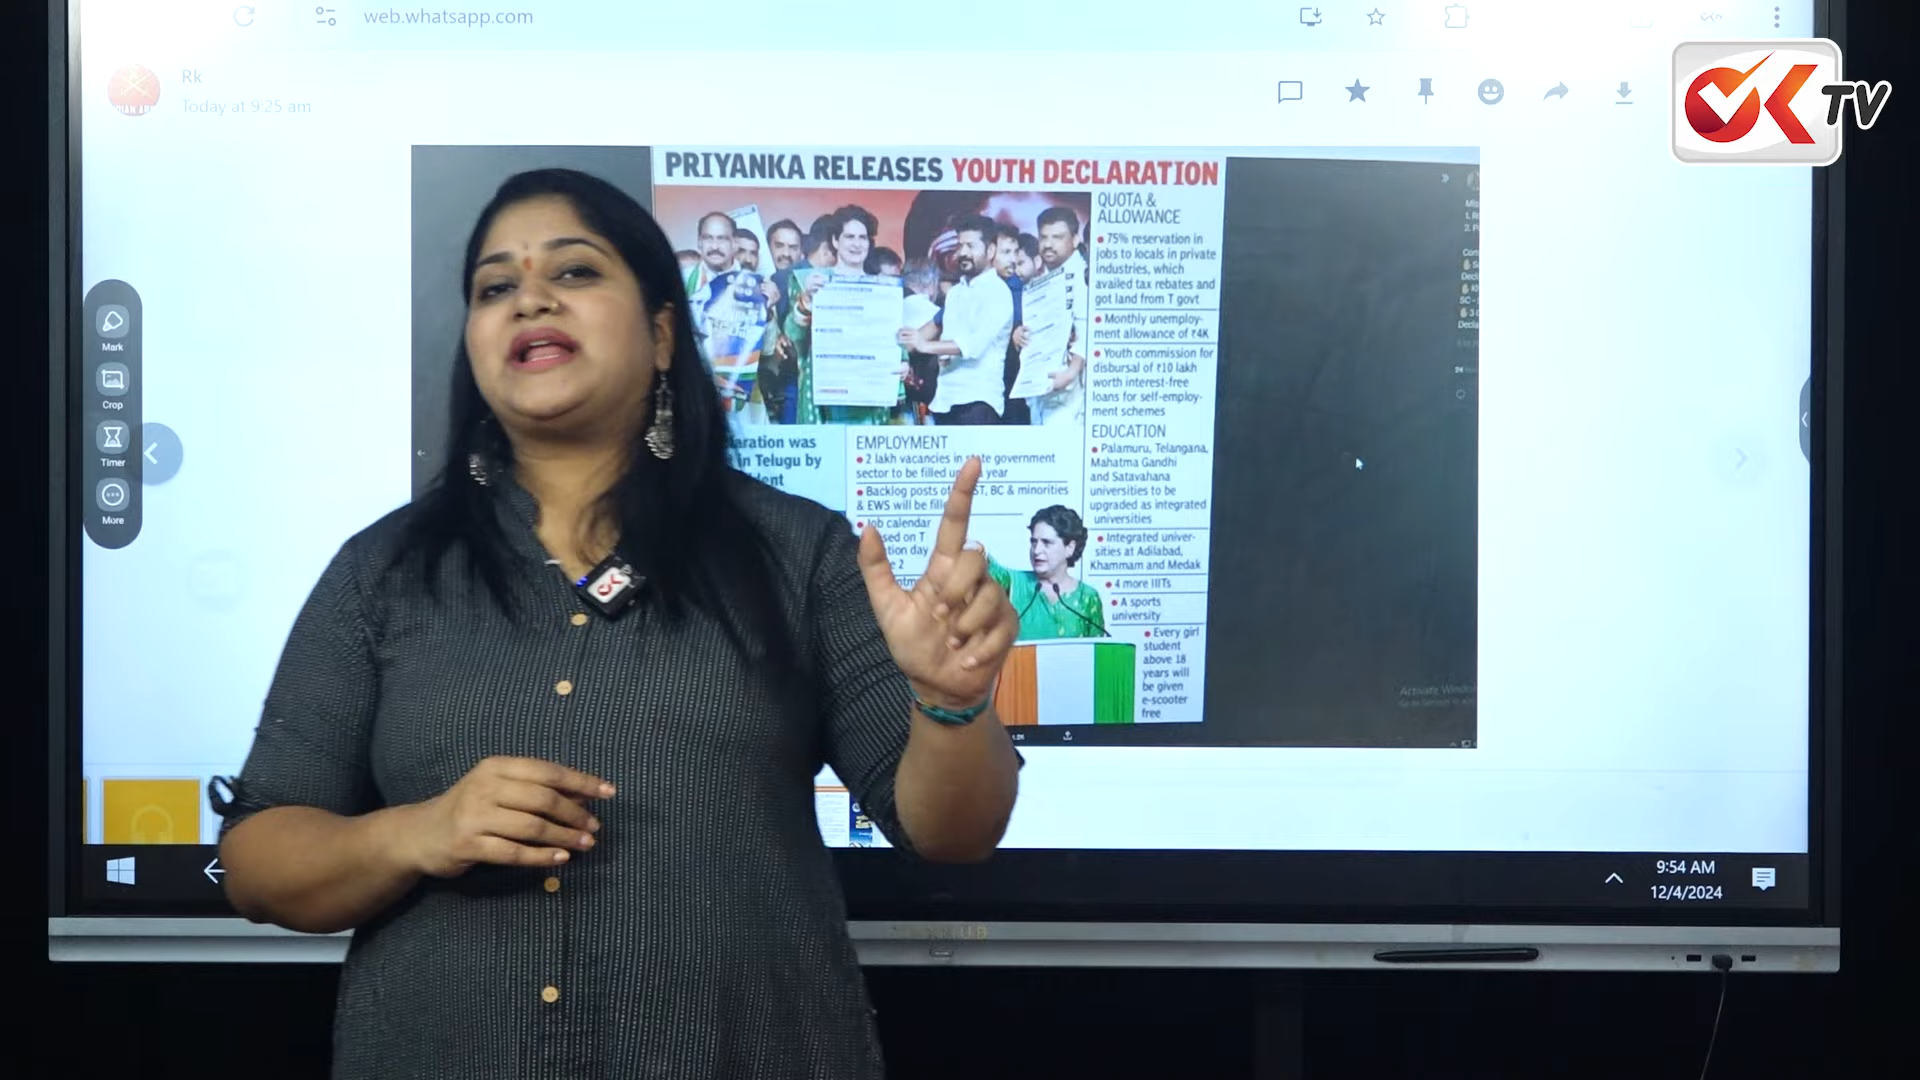 web.whatsapp.com
Rk
Today at 9:25 am
OK TV
PRIYANKA RELEASES YOUTH DECLARATION
QUOTA &
ALLOWANCE
• 75% reservation in
jobs to locals in private
industries, which
availed tax rebates and
got land from T govt
• Monthly unemploy-
ment allowance of ₹4K
• Youth commission for
disbursal of ₹10 lakh
worth interest-free
loans for self-employ-
ment schemes
EDUCATION
• Palamuru, Telangana,
Mahatma Gandhi
and Satavahana
universities to be
upgraded as integrated
universities
• Integrated univer-
sities at Adilabad,
Khammam and Medak
• 4 more IIITs
• A sports
university
• Every girl
student
above 18
years will
be given
e-scooter
free
in Telugu by
EMPLOYMENT
• 2 lakh vacancies in state government
sector to be filled year
• Backlog posts of ST, BC & minorities
& EWS will be
• Job calendar
on T
day
2
Mark
Crop
Timer
More
Activate
9:54 AM
12/4/2024